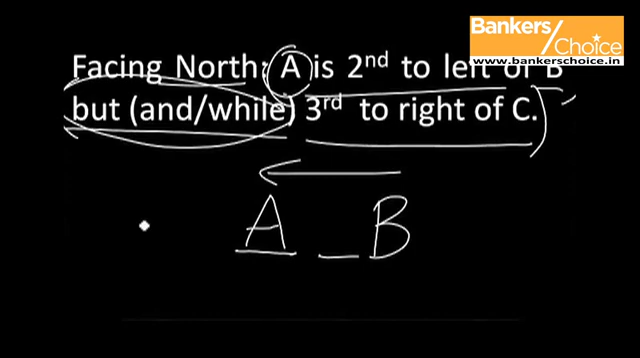 Bankers
Choice
www.bankerschoice.in
Facing North: A is 2nd to left of B
but (and/while) 3rd to right of C.
A _ B